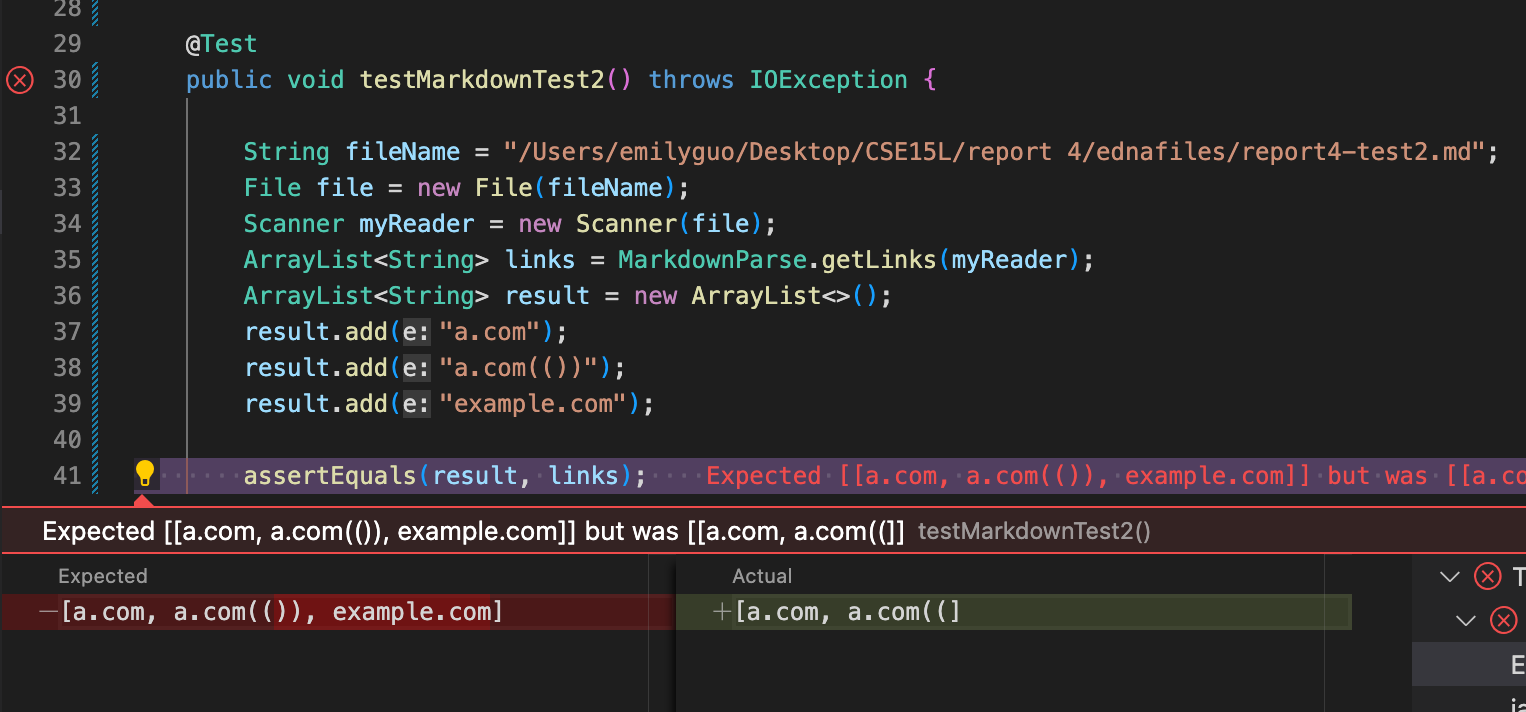 28
29 @Test
30 public void testMarkdownTest2() throws IOException {
31
32 String fileName = "/Users/emilyguo/Desktop/CSE15L/report 4/ednafiles/report4-test2.md";
33 File file = new File(fileName);
34 Scanner myReader = new Scanner(file);
35 ArrayList<String> links = MarkdownParse.getLinks(myReader);
36 ArrayList<String> result = new ArrayList<>();
37 result.add(e:"a.com");
38 result.add(e:"a.com(())");
39 result.add(e:"example.com");
40
41 ······assertEquals(result,·links);····Expected·[[a.com,·a.com(()),·example.com]]·but·was·[[a.co
Expected [[a.com, a.com(()), example.com]] but was [[a.com, a.com((]] testMarkdownTest2()
Expected Actual
—[a.com, a.com(()), example.com] +[a.com, a.com((]
T
E
ja